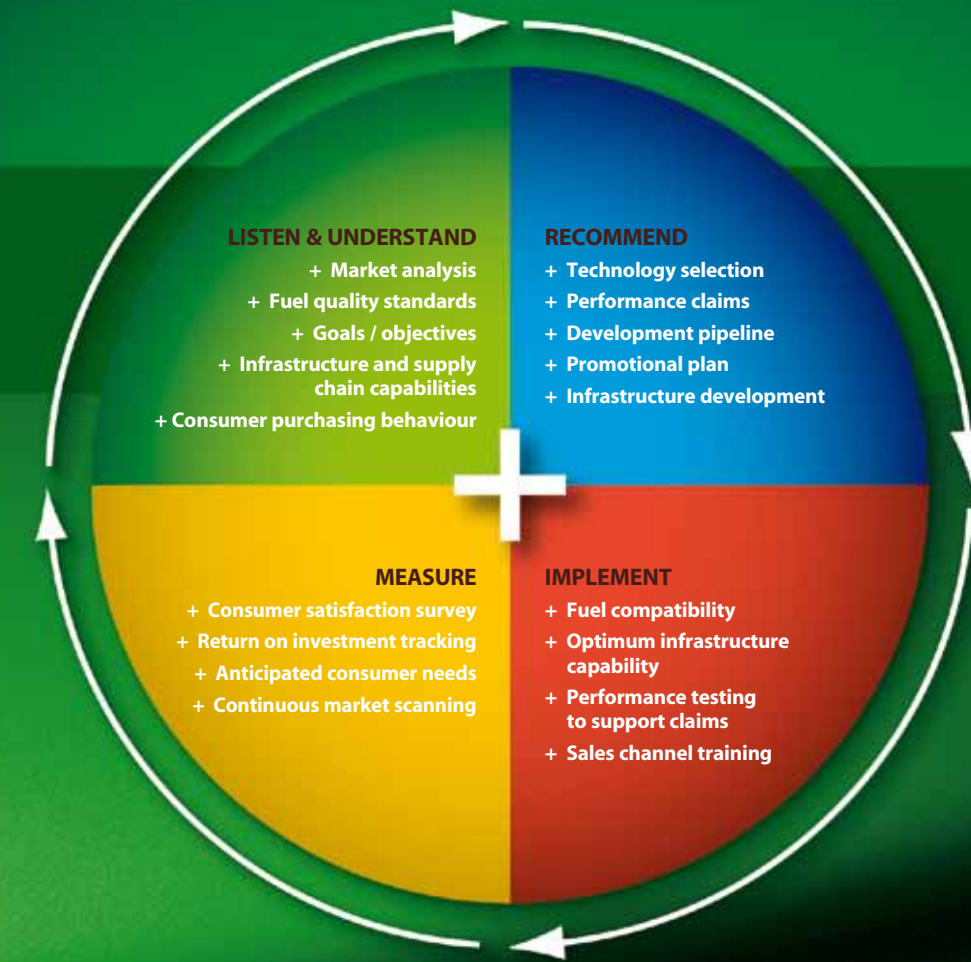 LISTEN & UNDERSTAND
+ Market analysis
+ Fuel quality standards
+ Goals / objectives
+ Infrastructure and supply
chain capabilities
+ Consumer purchasing behaviour
RECOMMEND
+ Technology selection
+ Performance claims
+ Development pipeline
+ Promotional plan
+ Infrastructure development
MEASURE
+ Consumer satisfaction survey
+ Return on investment tracking
+ Anticipated consumer needs
+ Continuous market scanning
IMPLEMENT
+ Fuel compatibility
+ Optimum infrastructure
capability
+ Performance testing
to support claims
+ Sales channel training